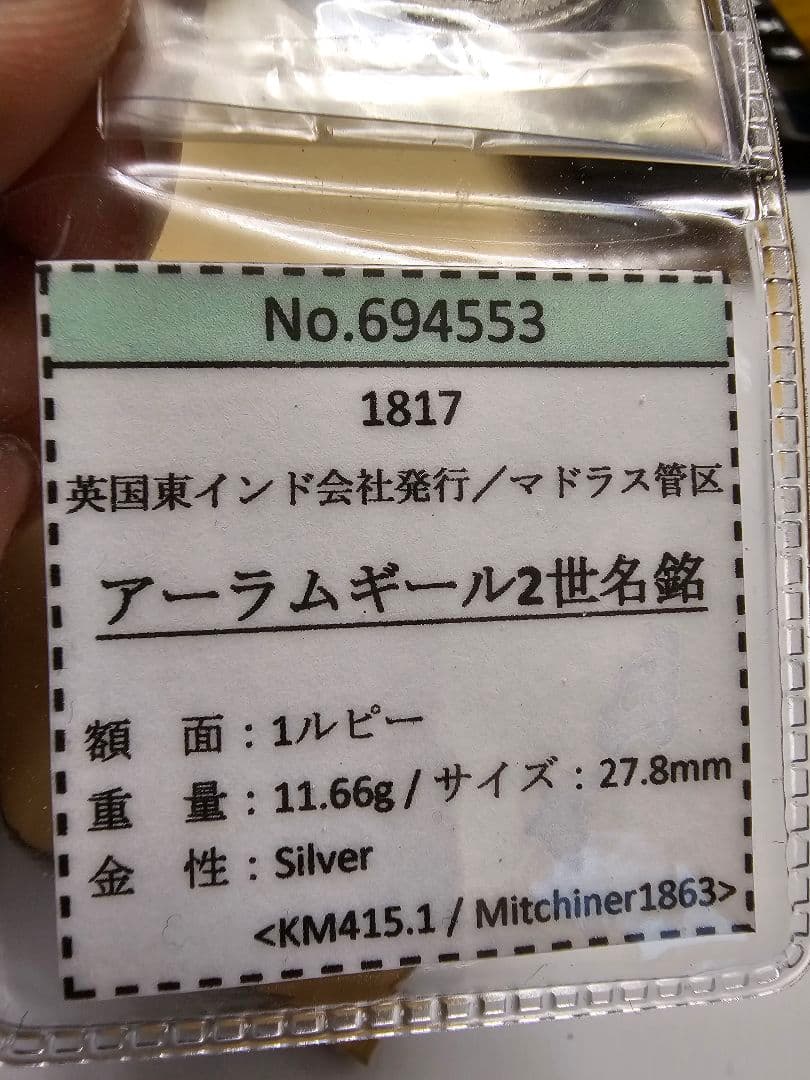 No.694553
1817
英国東インド会社発行／マドラス管区
アーラムギール2世名銘
額　面：1ルピー
重　量：11.66g / サイズ：27.8mm
金　性：Silver
<KM415.1 / Mitchiner1863>